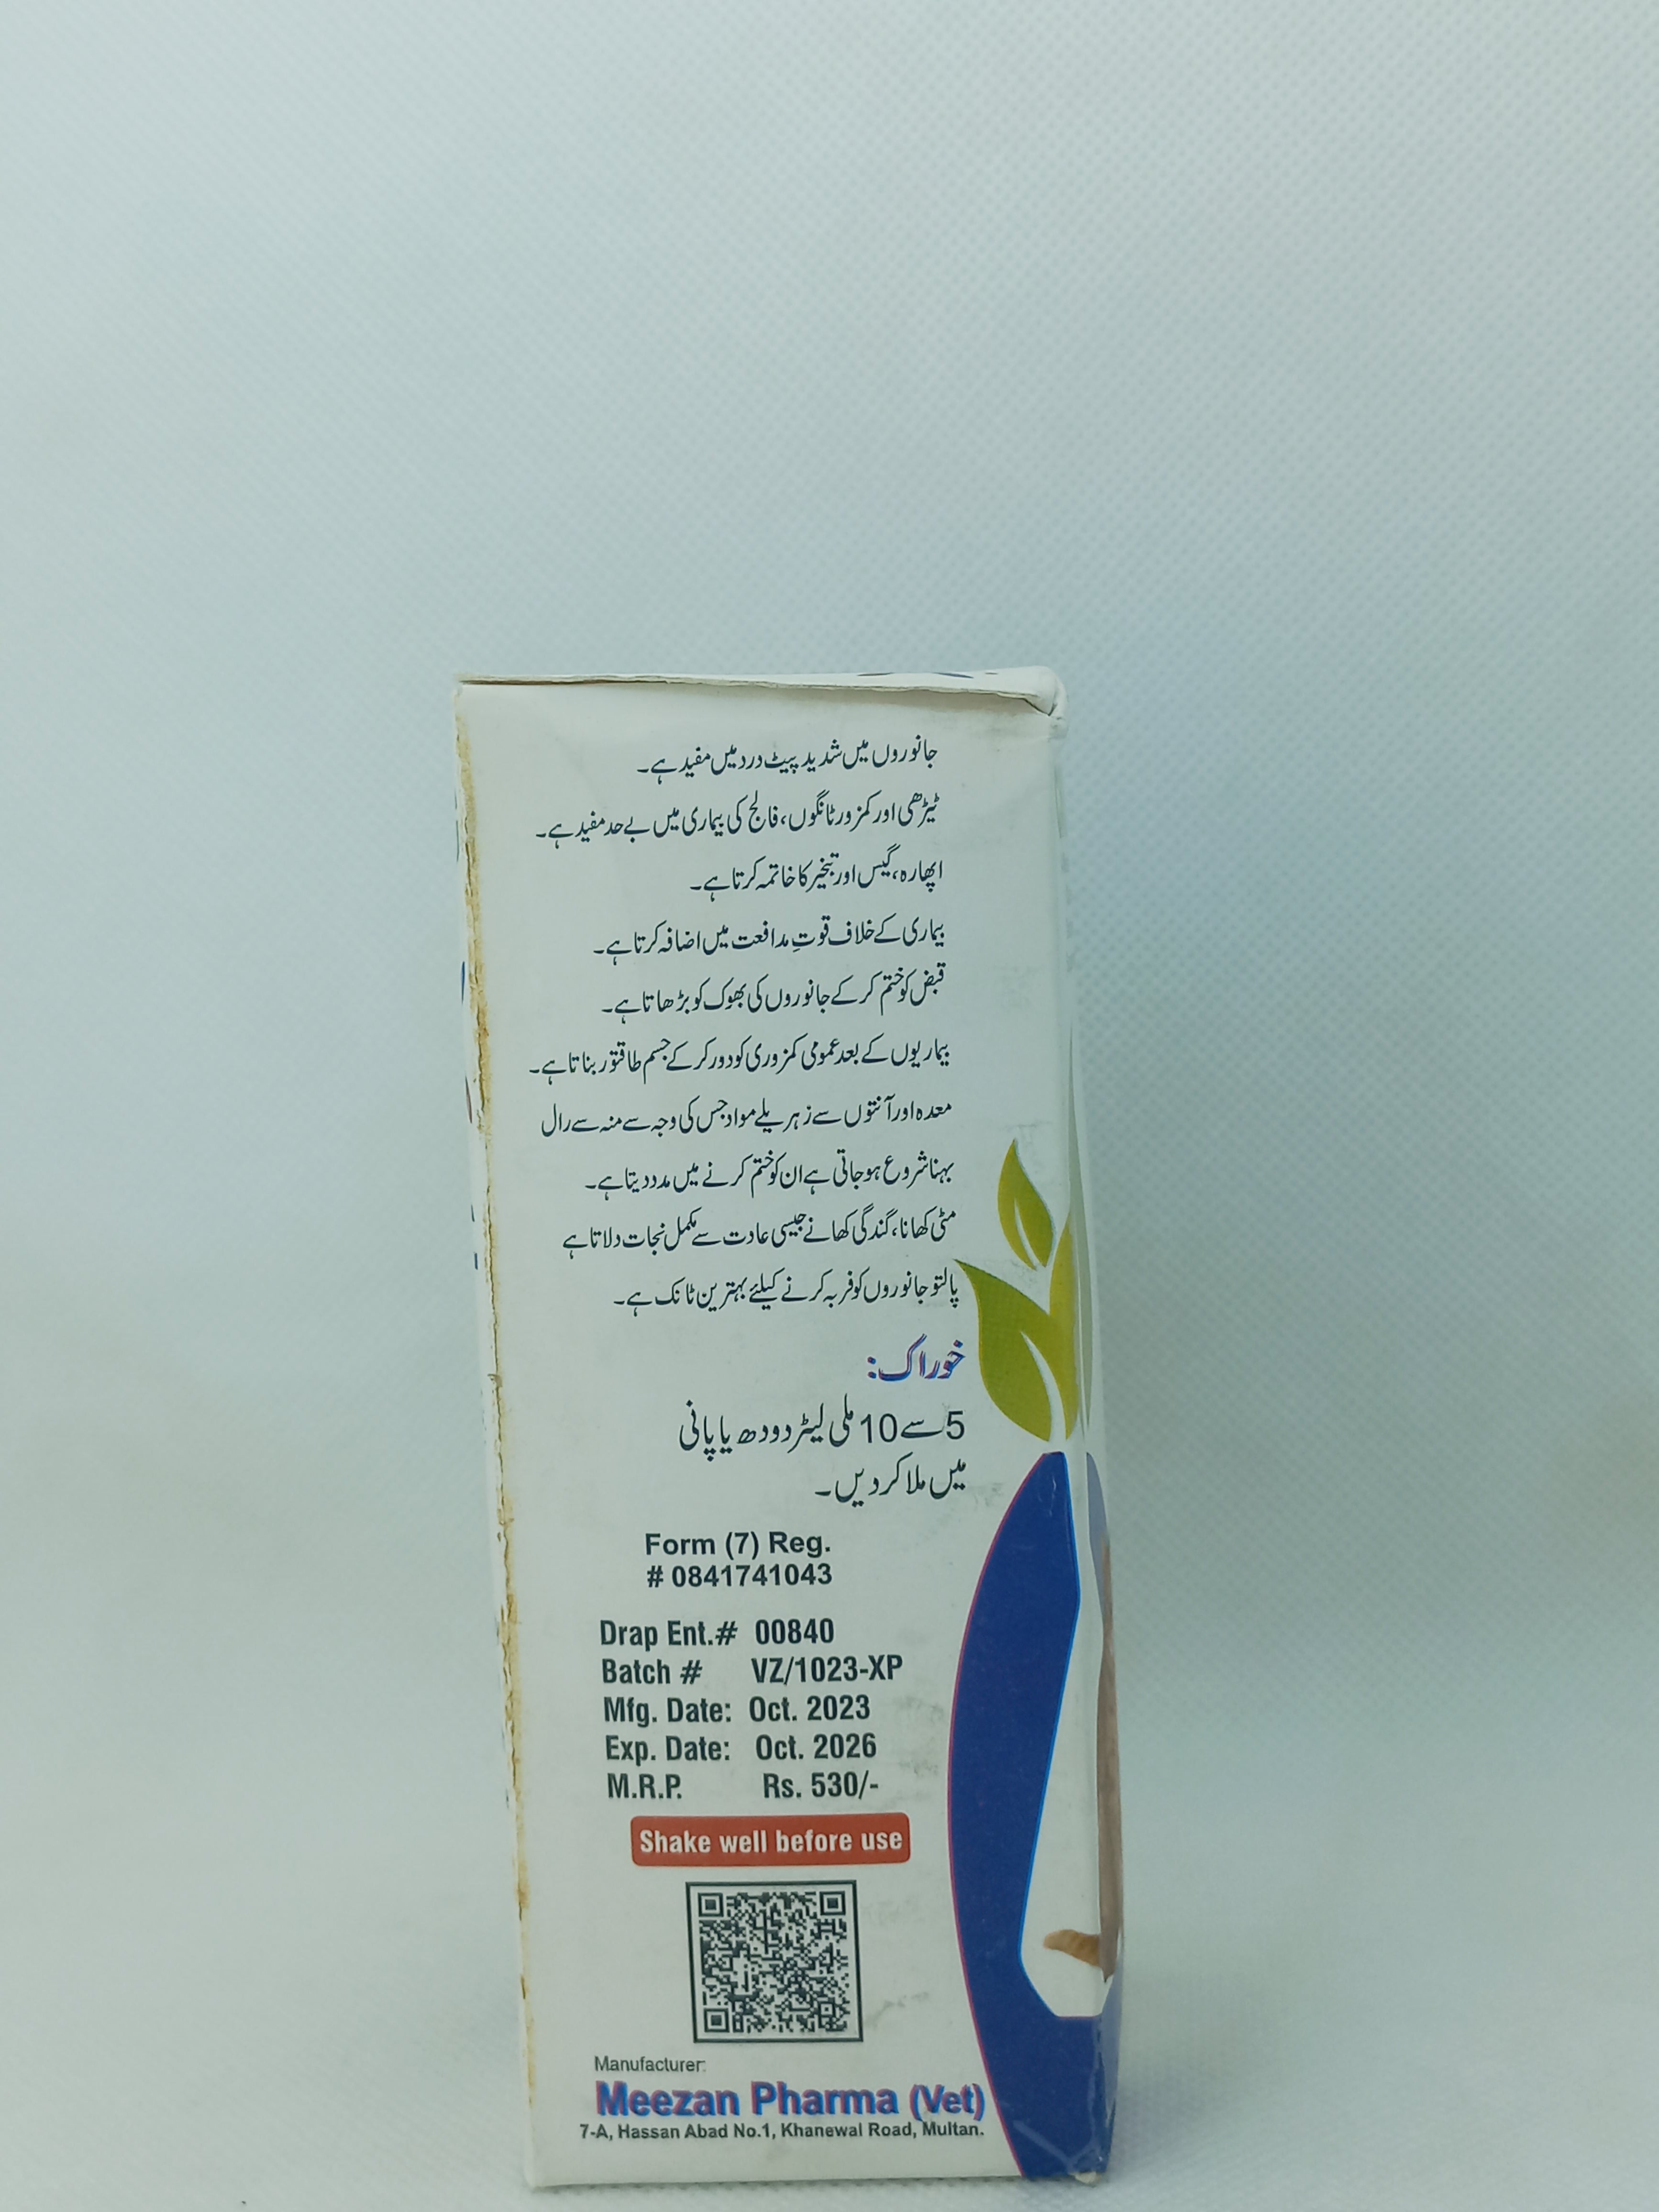 جانوروں میں شدید پیٹ درد میں مفید ہے۔
ٹیڑھی اور کمزور ٹانگوں، فالج کی بیماری میں بے حد مفید ہے۔
اپھارہ، گیس اور تبخیر کا خاتمہ کرتا ہے۔
بیماری کے خلاف قوتِ مدافعت میں اضافہ کرتا ہے۔
قبض کو ختم کر کے جانوروں کی بھوک کو بڑھاتا ہے۔
بیماریوں کے بعد عمومی کمزوری کو دور کر کے جسم طاقتور بناتا ہے۔
معدہ اور آنتوں سے زہریلے مواد جس کی وجہ سے منہ سے رال
بہنا شروع ہو جاتی ہے ان کو ختم کرنے میں مدد دیتا ہے۔
مٹی کھانا، گندگی کھانے جیسی عادت سے مکمل نجات دلاتا ہے
پالتو جانوروں کو فربہ کرنے کیلئے بہترین ٹانک ہے۔
خوراک:
5 سے 10 ملی لیٹر دودھ یا پانی
میں ملا کر دیں۔
Form (7) Reg.
# 0841741043
Drap Ent.# 00840
Batch # VZ/1023-XP
Mfg. Date: Oct. 2023
Exp. Date: Oct. 2026
M.R.P. Rs. 530/-
Shake well before use
Manufacturer:
Meezan Pharma (Vet)
7-A, Hassan Abad No.1, Khanewal Road, Multan.